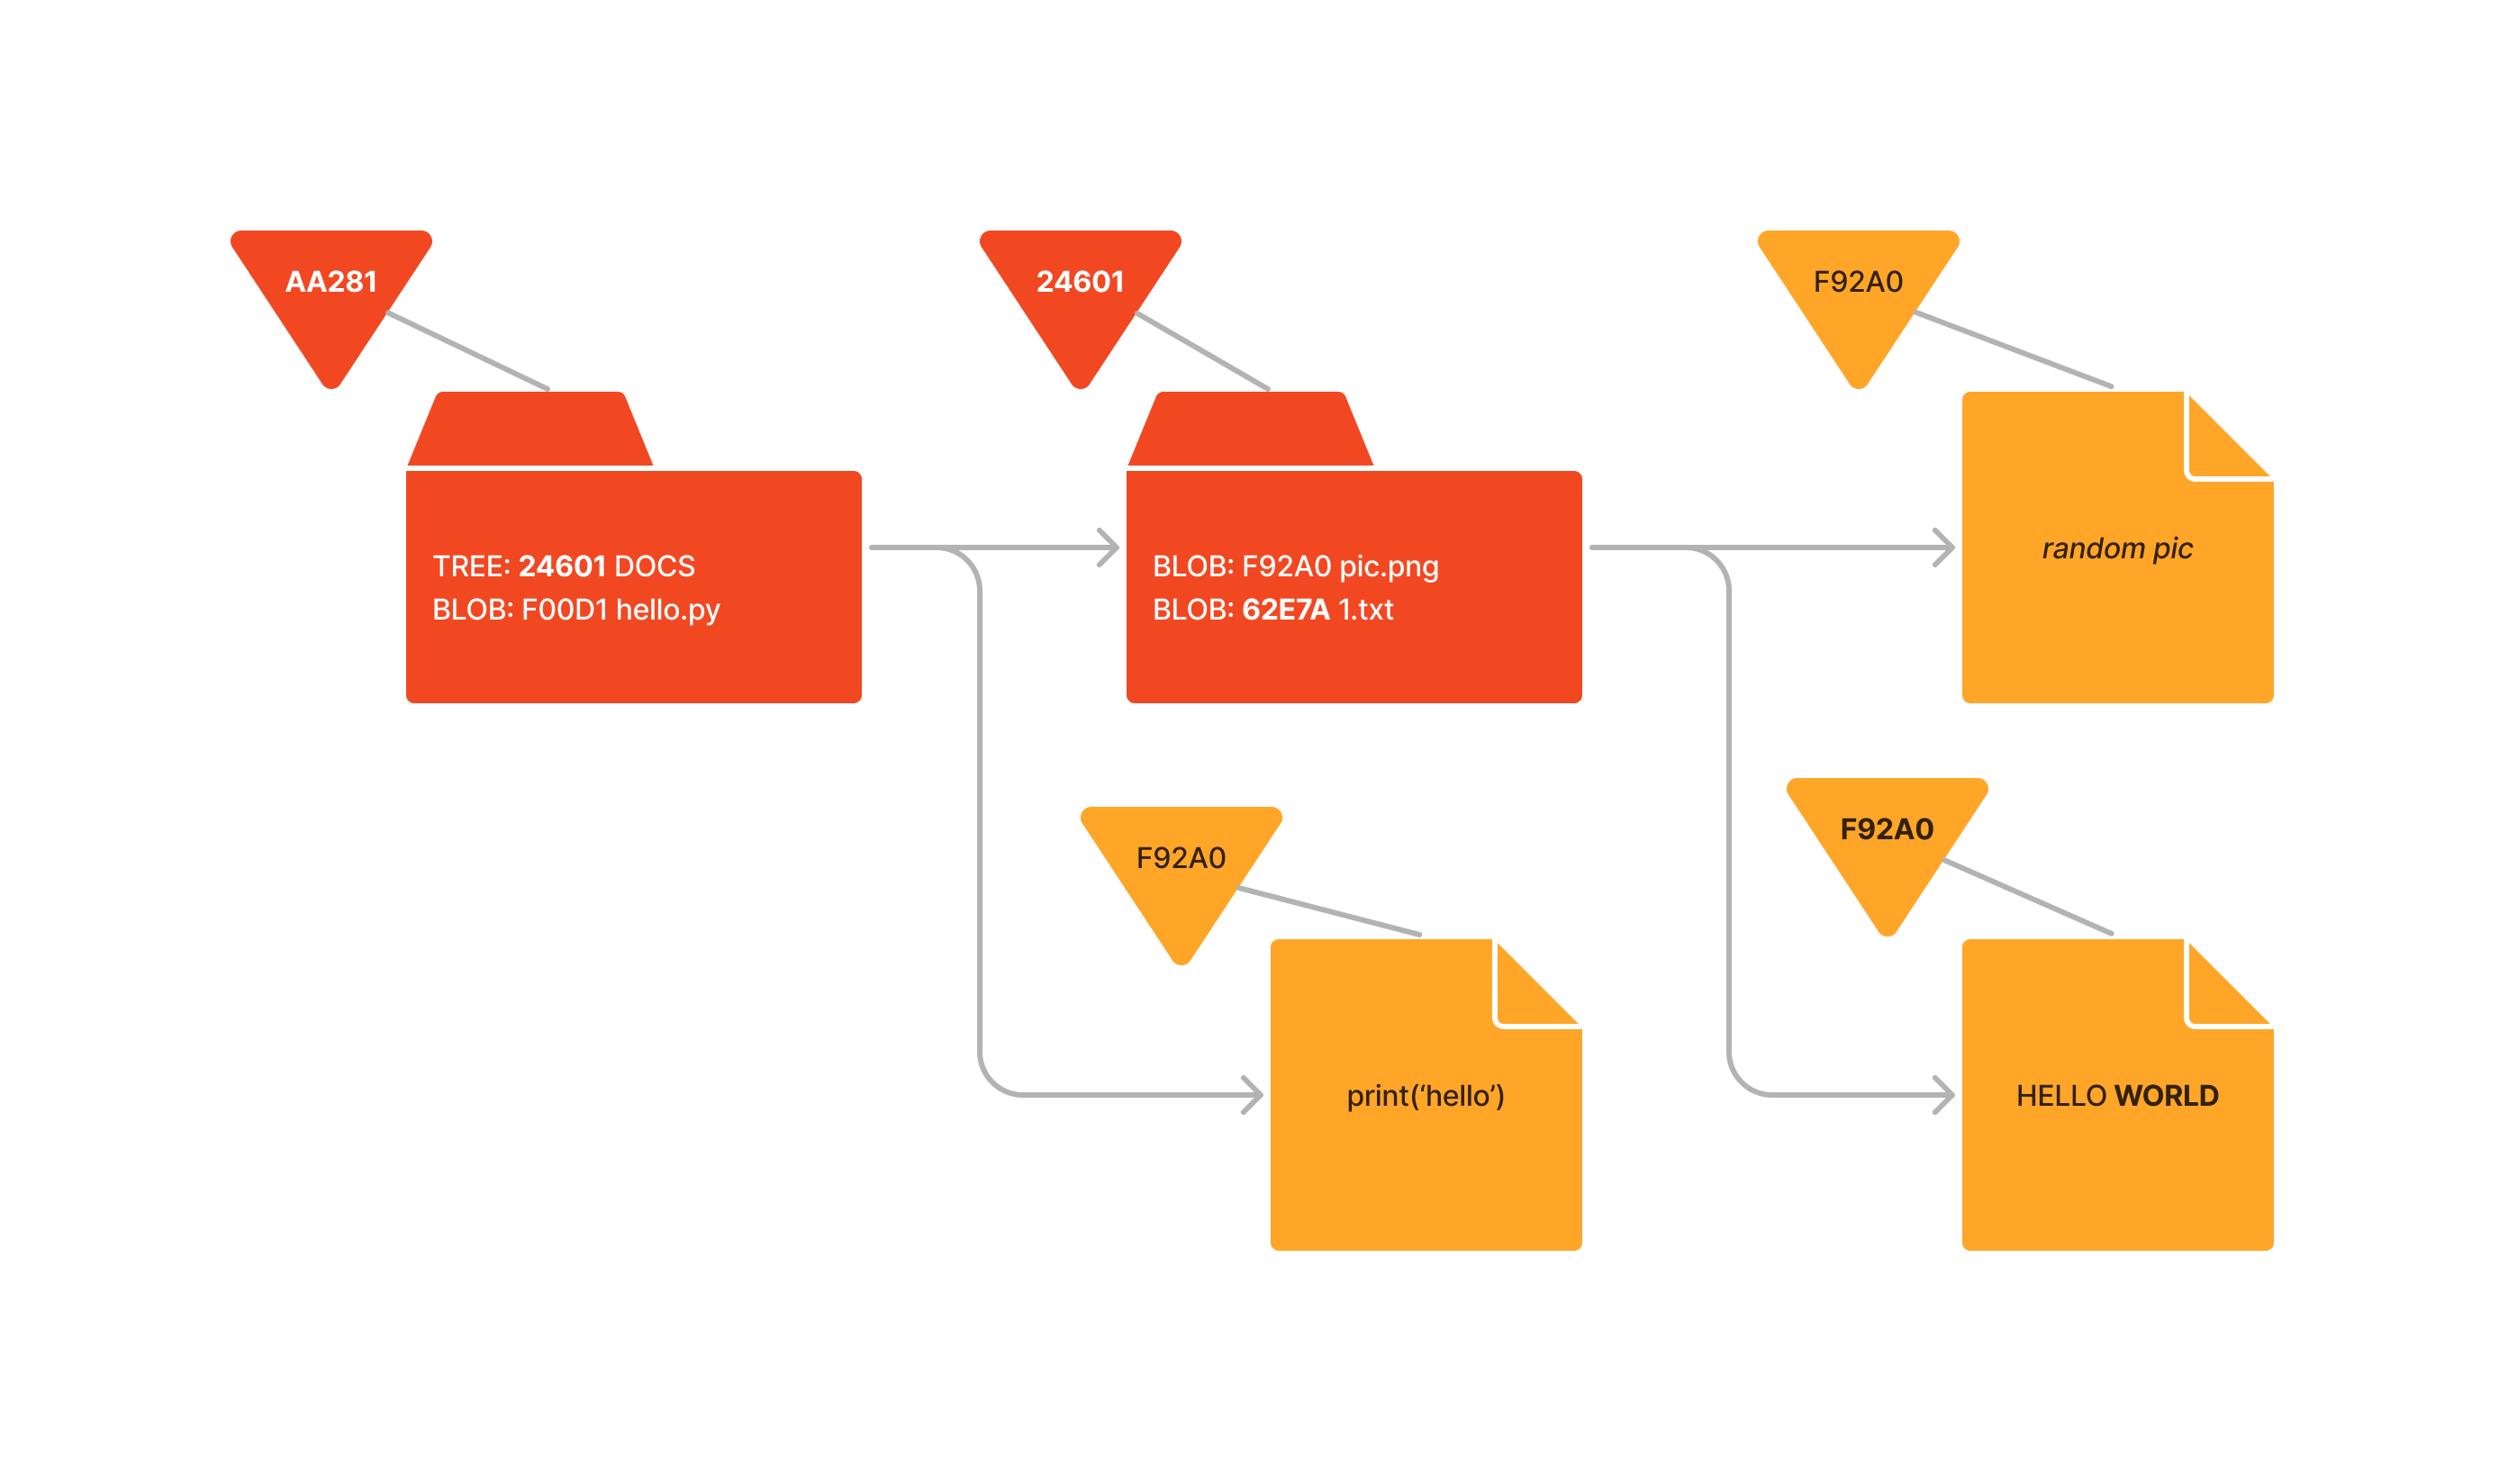 AA281
24601
F92A0
TREE: 24601 DOCS
BLOB: F00D1 hello.py
BLOB: F92A0 pic.png
BLOB: 62E7A 1.txt
random pic
F92A0
F92A0
print(‘hello’)
HELLO WORLD